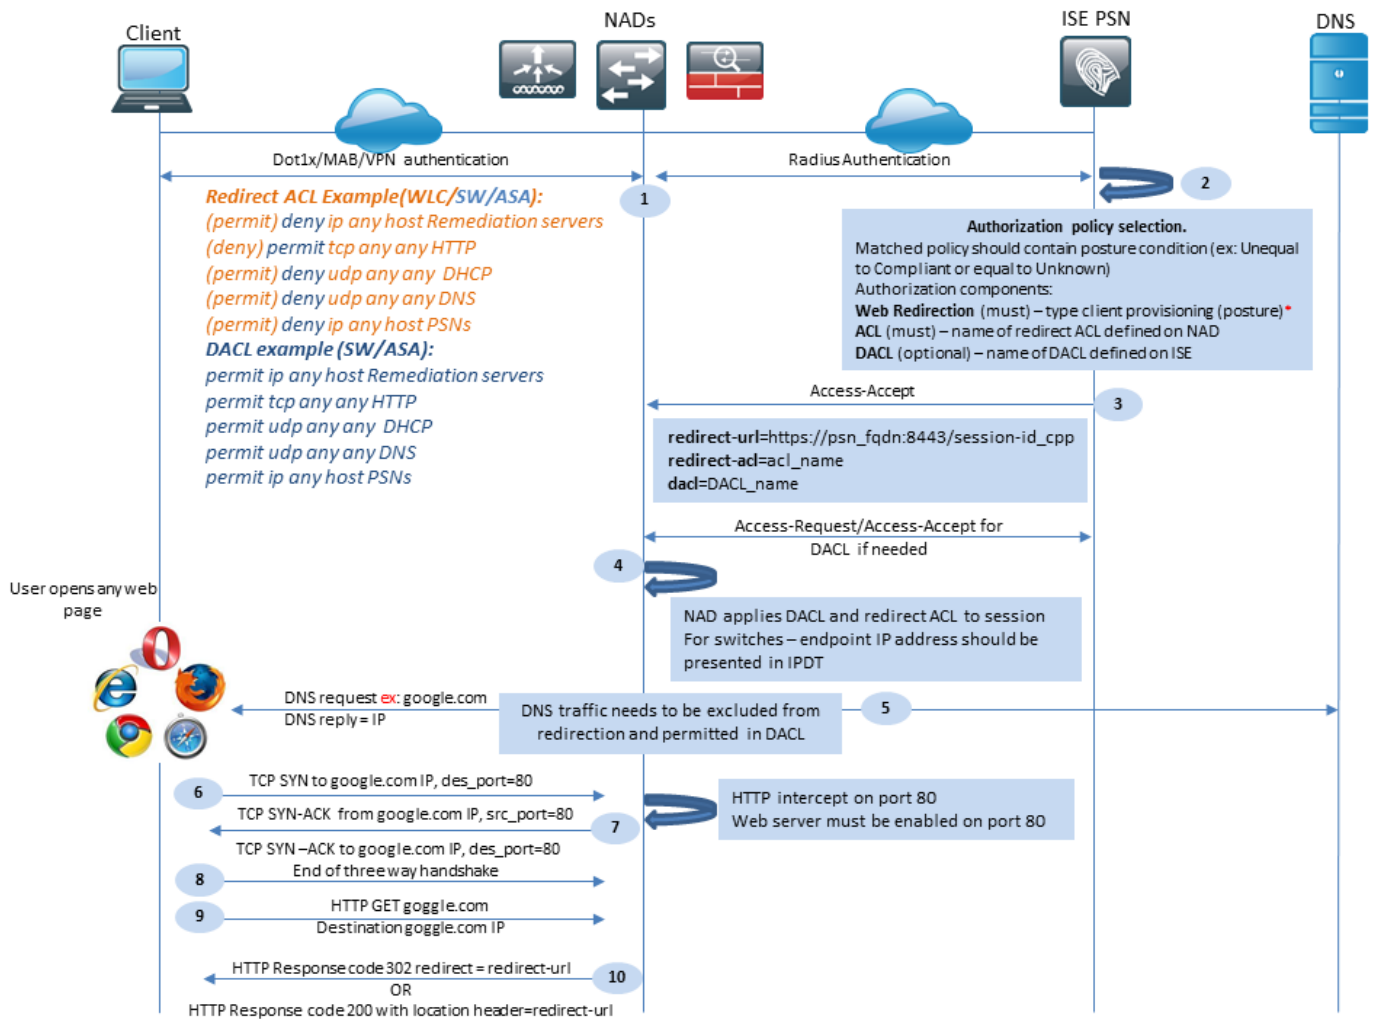 Client
NADs
ISE PSN
DNS
Dot1x/MAB/VPN authentication
Radius Authentication
1
2
Redirect ACL Example(WLC/SW/ASA):
(permit) deny ip any host Remediation servers
(deny) permit tcp any any HTTP
(permit) deny udp any any DHCP
(permit) deny udp any any DNS
(permit) deny ip any host PSNs
DACL example (SW/ASA):
permit ip any host Remediation servers
permit tcp any any HTTP
permit udp any any DHCP
permit udp any any DNS
permit ip any host PSNs
Authorization policy selection.
Matched policy should contain posture condition (ex: Unequal
to Compliant or equal to Unknown)
Authorization components:
Web Redirection (must) – type client provisioning (posture)*
ACL (must) – name of redirect ACL defined on NAD
DACL (optional) – name of DACL defined on ISE
Access-Accept
3
redirect-url=https://psn_fqdn:8443/session-id_cpp
redirect-acl=acl_name
dacl=DACL_name
Access-Request/Access-Accept for
DACL if needed
4
NAD applies DACL and redirect ACL to session
For switches – endpoint IP address should be
presented in IPDT
User opens any web
page
DNS request ex: google.com
DNS reply = IP
DNS traffic needs to be excluded from
redirection and permitted in DACL
5
6
TCP SYN to google.com IP, des_port=80
HTTP intercept on port 80
Web server must be enabled on port 80
TCP SYN-ACK from google.com IP, src_port=80
7
TCP SYN –ACK to google.com IP, des_port=80
End of three way handshake
8
9
HTTP GET goggle.com
Destination goggle.com IP
HTTP Response code 302 redirect = redirect-url
10
OR
HTTP Response code 200 with location header=redirect-url